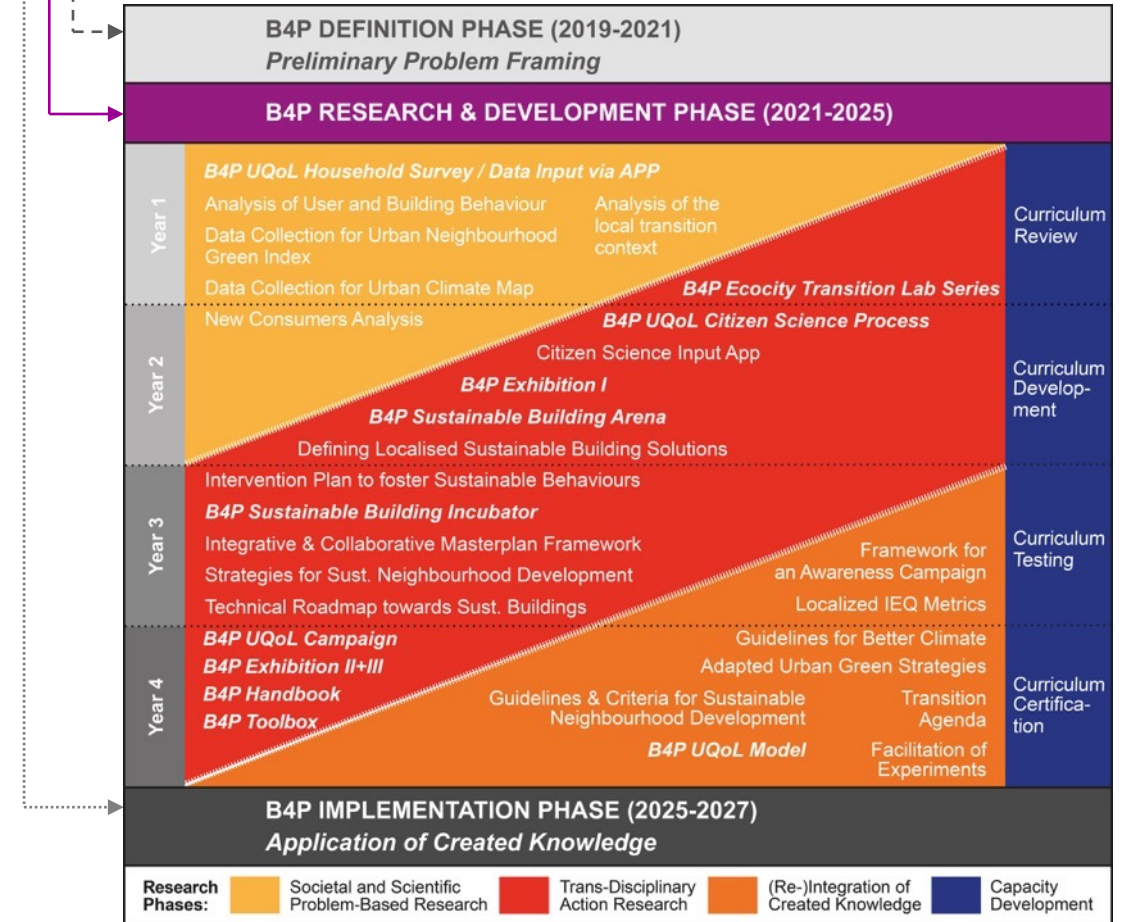 B4P DEFINITION PHASE (2019-2021)
Preliminary Problem Framing
B4P RESEARCH & DEVELOPMENT PHASE (2021-2025)
Year 1
B4P UQoL Household Survey / Data Input via APP
Analysis of User and Building Behaviour
Data Collection for Urban Neighbourhood
Green Index
Data Collection for Urban Climate Map
Analysis of the
local transition
context
B4P Ecocity Transition Lab Series
Curriculum
Review
Year 2
New Consumers Analysis
B4P UQoL Citizen Science Process
Citizen Science Input App
B4P Exhibition I
B4P Sustainable Building Arena
Defining Localised Sustainable Building Solutions
Curriculum
Develop-
ment
Year 3
Intervention Plan to foster Sustainable Behaviours
B4P Sustainable Building Incubator
Integrative & Collaborative Masterplan Framework
Strategies for Sust. Neighbourhood Development
Technical Roadmap towards Sust. Buildings
Framework for
an Awareness Campaign
Localized IEQ Metrics
Curriculum
Testing
Year 4
B4P UQoL Campaign
B4P Exhibition II+III
B4P Handbook
B4P Toolbox
Guidelines for Better Climate
Adapted Urban Green Strategies
Guidelines & Criteria for Sustainable
Neighbourhood Development
Transition
Agenda
B4P UQoL Model
Facilitation of
Experiments
Curriculum
Certifica-
tion
B4P IMPLEMENTATION PHASE (2025-2027)
Application of Created Knowledge
Research
Phases:
Societal and Scientific
Problem-Based Research
Trans-Disciplinary
Action Research
(Re-)Integration of
Created Knowledge
Capacity
Development